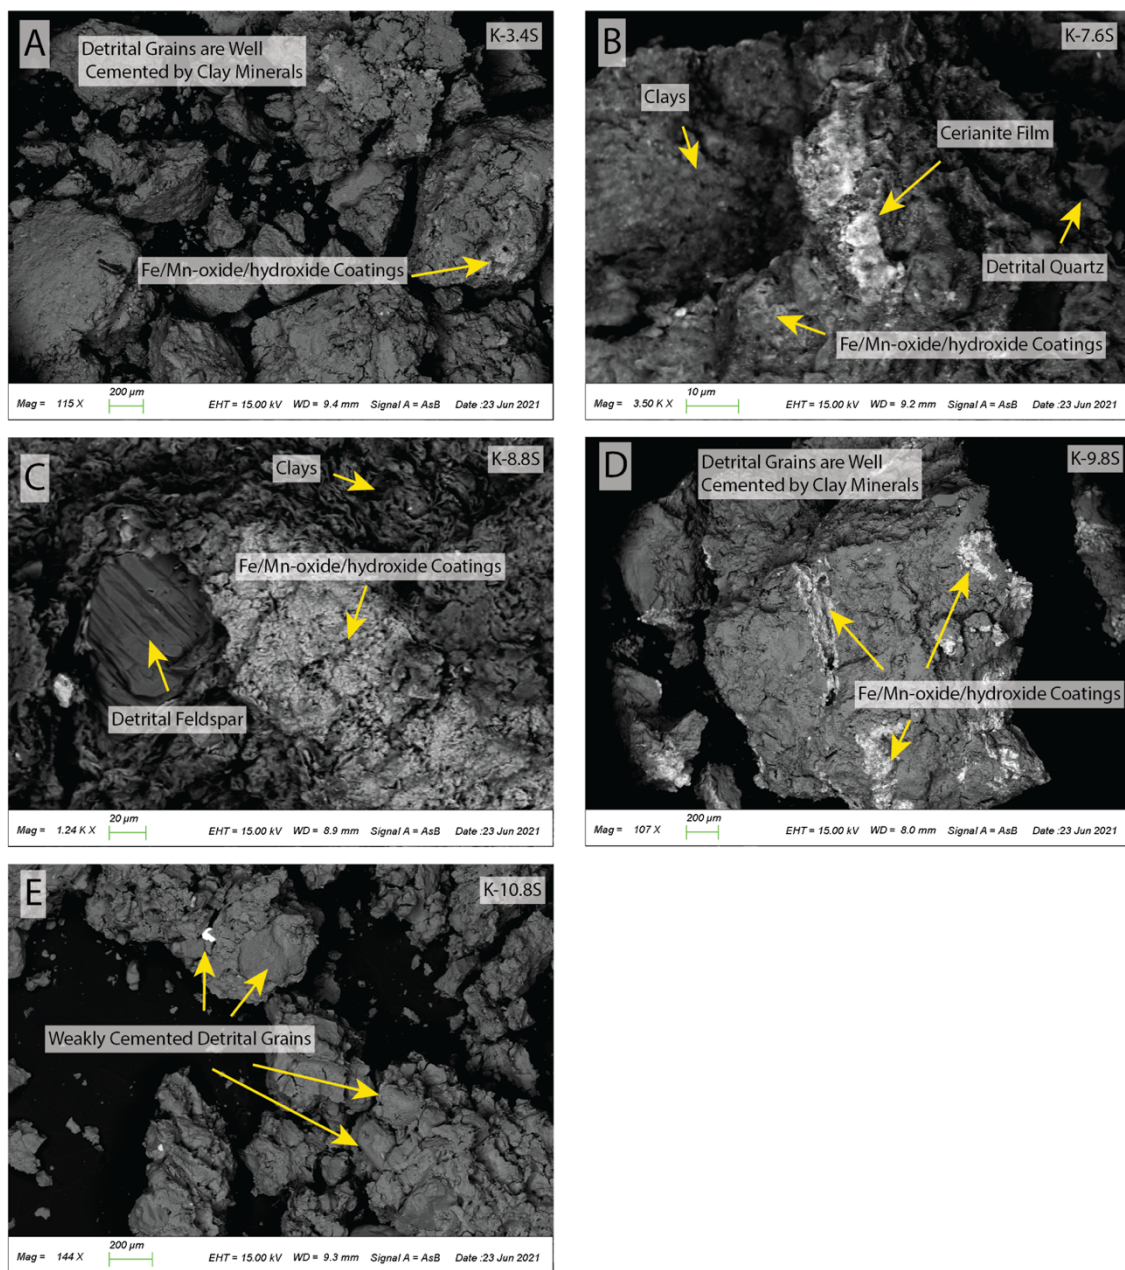 A
K-3.4S
Detrital Grains are Well
Cemented by Clay Minerals
Fe/Mn-oxide/hydroxide Coatings
Mag = 115 X
200 µm
EHT = 15.00 kV WD = 9.4 mm Signal A = AsB Date :23 Jun 2021
B
K-7.6S
Clays
Cerianite Film
Detrital Quartz
Fe/Mn-oxide/hydroxide Coatings
Mag = 3.50 K X
10 µm
EHT = 15.00 kV WD = 9.2 mm Signal A = AsB Date :23 Jun 2021
C
K-8.8S
Clays
Fe/Mn-oxide/hydroxide Coatings
Detrital Feldspar
Mag = 1.24 K X
20 µm
EHT = 15.00 kV WD = 8.9 mm Signal A = AsB Date :23 Jun 2021
D
K-9.8S
Detrital Grains are Well
Cemented by Clay Minerals
Fe/Mn-oxide/hydroxide Coatings
Mag = 107 X
200 µm
EHT = 15.00 kV WD = 8.0 mm Signal A = AsB Date :23 Jun 2021
E
K-10.8S
Weakly Cemented Detrital Grains
Mag = 144 X
200 µm
EHT = 15.00 kV WD = 9.3 mm Signal A = AsB Date :23 Jun 2021